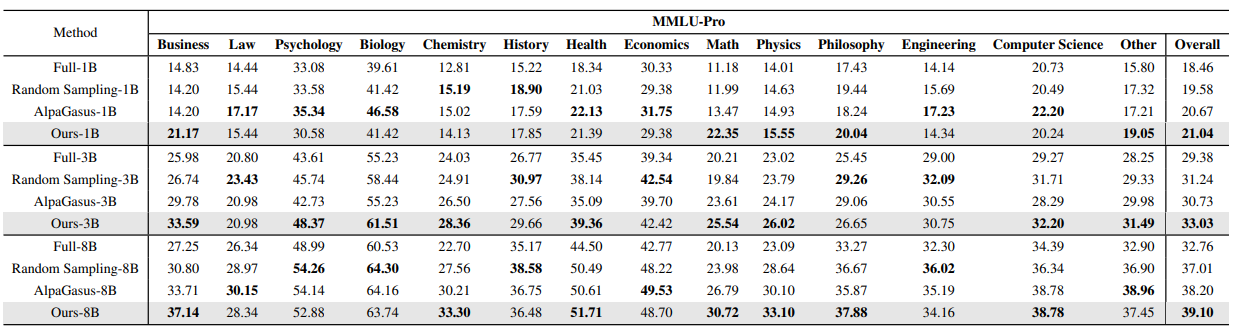 Method MMLU-Pro
Business Law Psychology Biology Chemistry History Health Economics Math Physics Philosophy Engineering Computer Science Other Overall
Full-1B 14.83 14.44 33.08 39.61 12.81 15.22 18.34 30.33 11.18 14.01 17.43 14.14 20.73 15.80 18.46
Random Sampling-1B 14.20 15.44 33.58 41.42 15.19 18.90 21.03 29.38 11.99 14.63 19.44 15.69 20.49 17.32 19.58
AlpaGasus-1B 14.20 17.17 35.34 46.58 15.02 17.59 22.13 31.75 13.47 14.93 18.24 17.23 22.20 17.21 20.67
Ours-1B 21.17 15.44 30.58 41.42 14.13 17.85 21.39 29.38 22.35 15.55 20.04 14.34 20.24 19.05 21.04
Full-3B 25.98 20.80 43.61 55.23 24.03 26.77 35.45 39.34 20.21 23.02 25.45 29.00 29.27 28.25 29.38
Random Sampling-3B 26.74 23.43 45.74 58.44 24.91 30.97 38.14 42.54 19.84 23.79 29.26 32.09 31.71 29.33 31.24
AlpaGasus-3B 29.78 20.98 42.73 55.23 26.50 27.56 35.09 39.70 23.61 24.17 29.06 30.55 28.29 29.98 30.73
Ours-3B 33.59 20.98 48.37 61.51 28.36 29.66 39.36 42.42 25.54 26.02 26.65 30.75 32.20 31.49 33.03
Full-8B 27.25 26.34 48.99 60.53 22.70 35.17 44.50 42.77 20.13 23.09 33.27 32.30 34.39 32.90 32.76
Random Sampling-8B 30.80 28.97 54.26 64.30 27.56 38.58 50.49 48.22 23.98 28.64 36.67 36.02 36.34 36.90 37.01
AlpaGasus-8B 33.71 30.15 54.14 64.16 30.21 36.75 50.61 49.53 26.79 30.10 35.87 35.19 38.78 38.96 38.20
Ours-8B 37.14 28.34 52.88 63.74 33.30 36.48 51.71 48.70 30.72 33.10 37.88 34.16 38.78 37.45 39.10